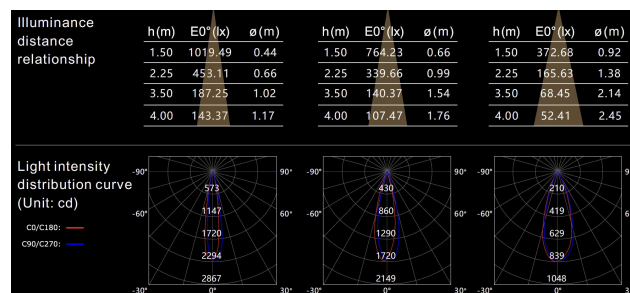 Illuminance
distance
relationship
h(m) E0°(lx) ø(m)
1.50 1019.49 0.44
2.25 453.11 0.66
3.50 187.25 1.02
4.00 143.37 1.17
h(m) E0°(lx) ø(m)
1.50 764.23 0.66
2.25 339.66 0.99
3.50 140.37 1.54
4.00 107.47 1.76
h(m) E0°(lx) ø(m)
1.50 372.68 0.92
2.25 165.63 1.38
3.50 68.45 2.14
4.00 52.41 2.45
Light intensity
distribution curve
(Unit: cd)
C0/C180:
C90/C270:
-90° 90°
573
1147
-60° 60°
1720
2294
2867
-30° 0° 30°
-90° 90°
430
860
-60° 60°
1290
1720
2149
-30° 0° 30°
-90° 90°
210
419
-60° 60°
629
839
1048
-30° 0° 30°